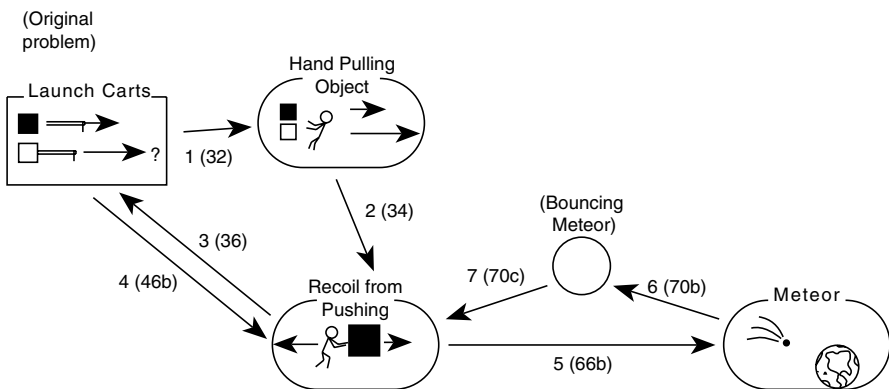 (Original
problem)
Launch Carts
?
1 (32)
Hand Pulling
Object
2 (34)
3 (36)
4 (46b)
Recoil from
Pushing
(Bouncing
Meteor)
7 (70c)
6 (70b)
Meteor
5 (66b)